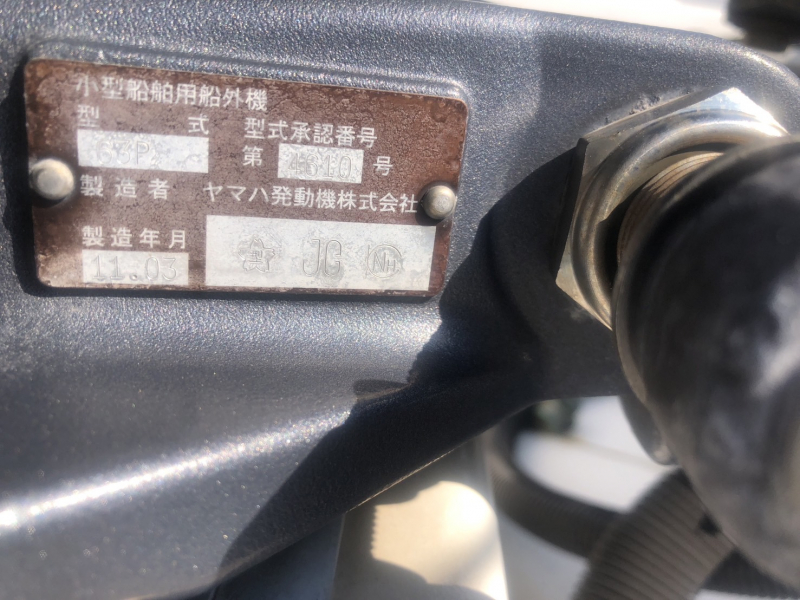 小型船舶用船外機
型 式 型式承認番号
第 4310 号
製造者 ヤマハ発動機株式会社
製造年月
11.03 JG NH